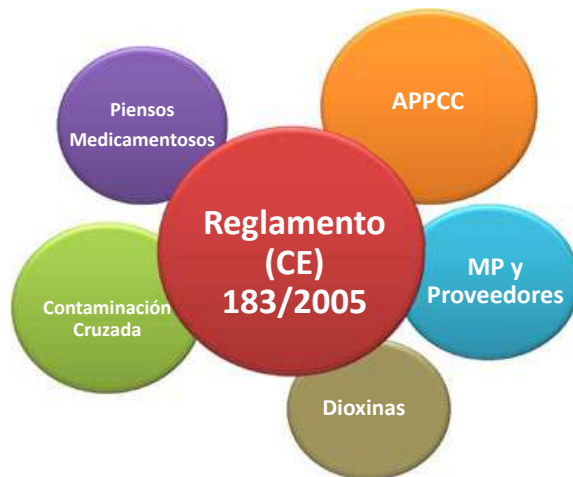 Piensos
Medicamentosos
APPCC
Reglamento
(CE)
183/2005
MP y
Proveedores
Contaminación
Cruzada
Dioxinas